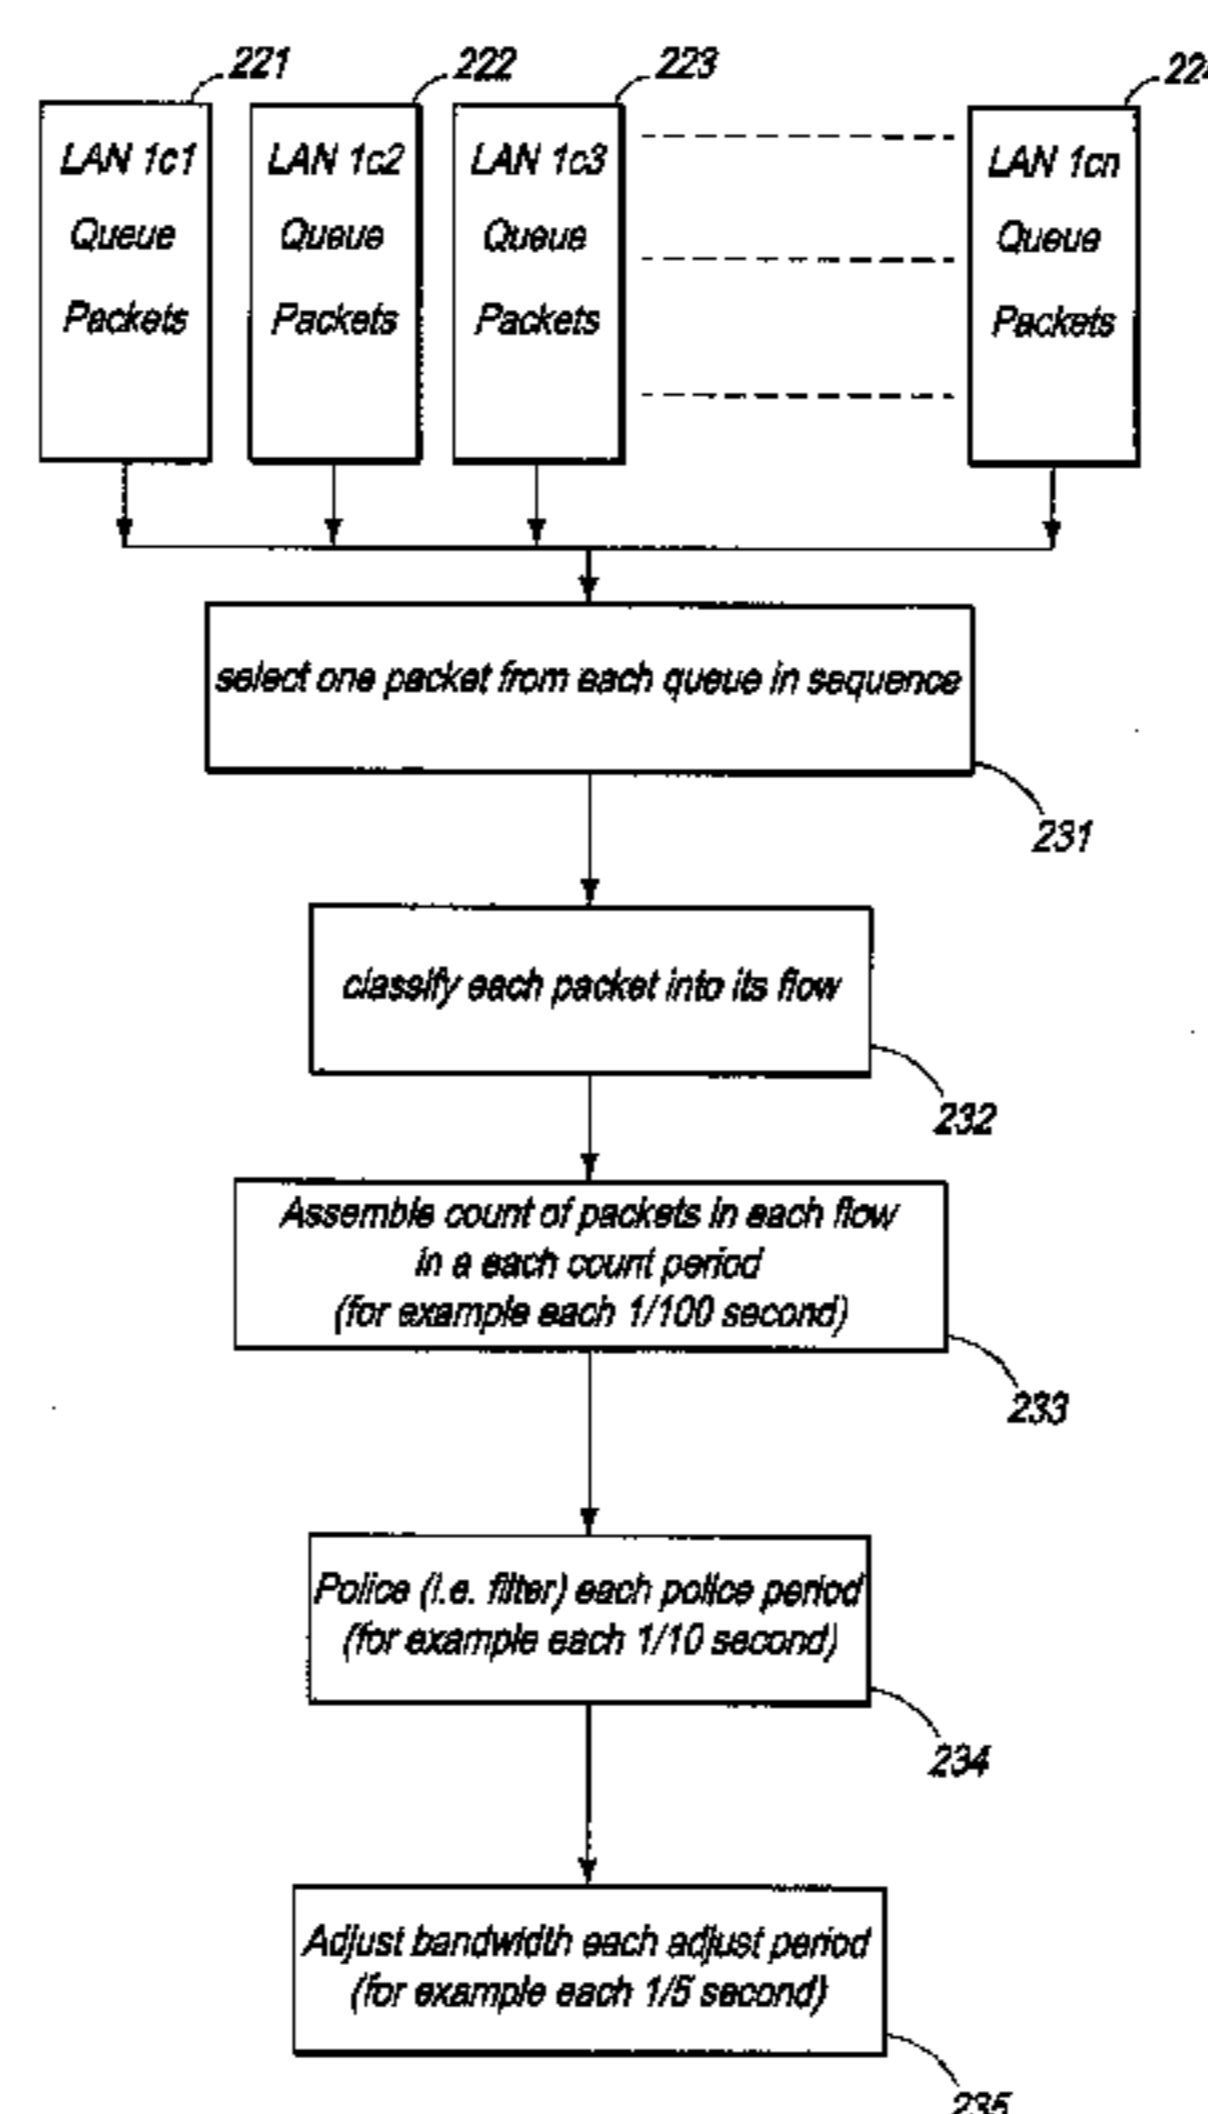 221
222
223
LAN 1c1
Queue
Packets
LAN 1c2
Queue
Packets
LAN 1c3
Queue
Packets
LAN 1cn
Queue
Packets
select one packet from each queue in sequence
231
classify each packet into its flow
232
Assemble count of packets in each flow
in a each count period
(for example each 1/100 second)
233
Police (i.e. filter) each police period
(for example each 1/10 second)
234
Adjust bandwidth each adjust period
(for example each 1/5 second)
235